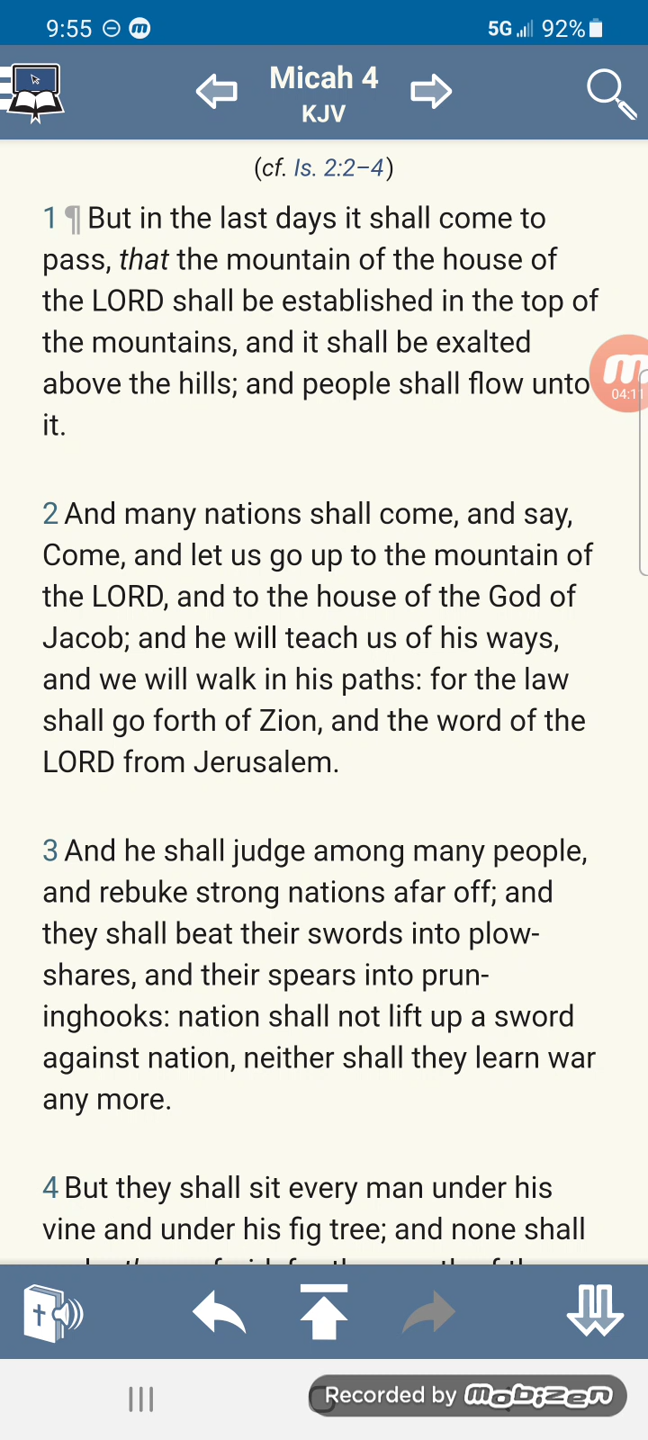 9:55
5G 92%
Micah 4
KJV
(cf. Is. 2:2–4)
1 ¶ But in the last days it shall come to
pass, that the mountain of the house of
the LORD shall be established in the top of
the mountains, and it shall be exalted
above the hills; and people shall flow unto
04:11
it.
2 And many nations shall come, and say,
Come, and let us go up to the mountain of
the LORD, and to the house of the God of
Jacob; and he will teach us of his ways,
and we will walk in his paths: for the law
shall go forth of Zion, and the word of the
LORD from Jerusalem.
3 And he shall judge among many people,
and rebuke strong nations afar off; and
they shall beat their swords into plow-
shares, and their spears into prun-
inghooks: nation shall not lift up a sword
against nation, neither shall they learn war
any more.
4 But they shall sit every man under his
vine and under his fig tree; and none shall
Recorded by mobizen